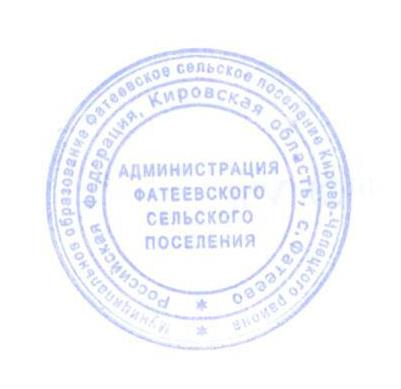 Муниципальное образование Фатеевское сельское поселение Кирово-Чепецкого района *
Российская Федерация, Кировская область, с.Фатеево *
АДМИНИСТРАЦИЯ
ФАТЕЕВСКОГО
СЕЛЬСКОГО
ПОСЕЛЕНИЯ